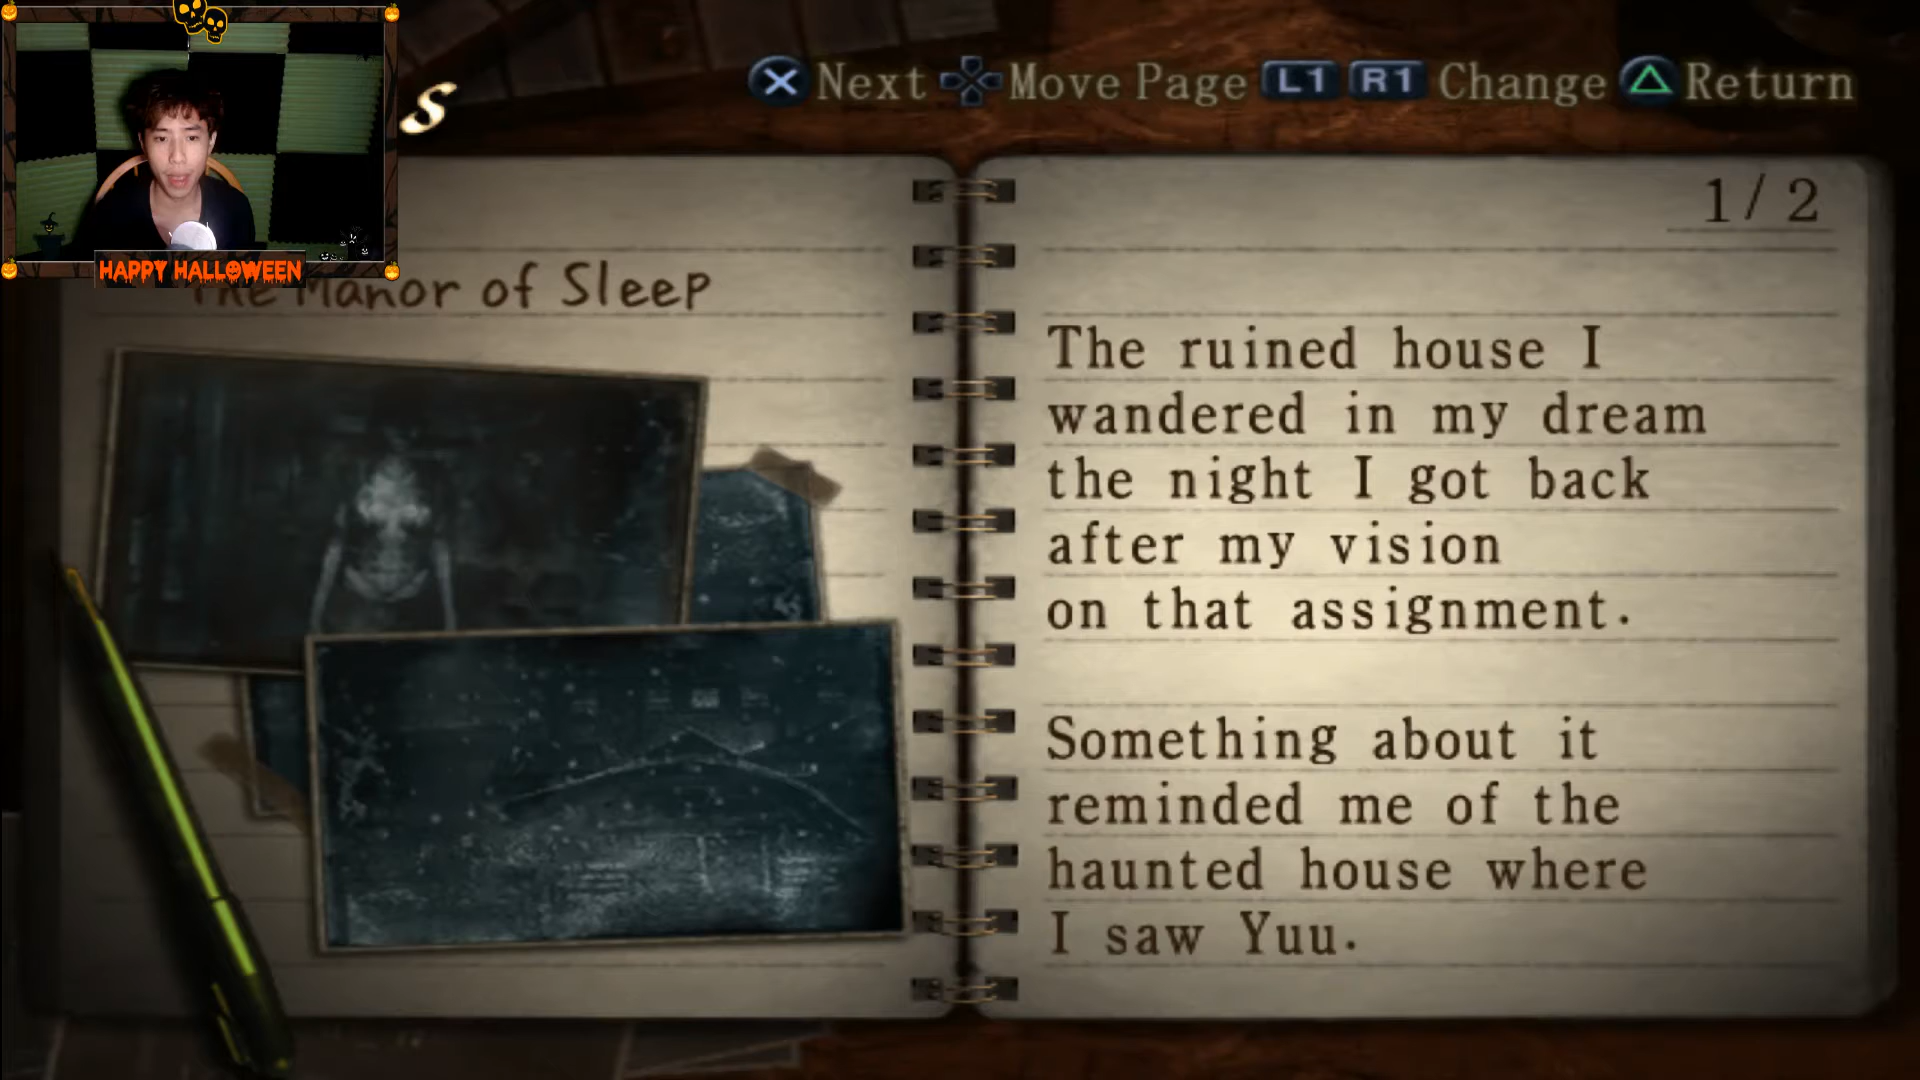 s
Next Move Page L1 R1 Change Return
HAPPY HALLOWEEN
The Manor of Sleep
1/2
The ruined house I
wandered in my dream
the night I got back
after my vision
on that assignment.
Something about it
reminded me of the
haunted house where
I saw Yuu.